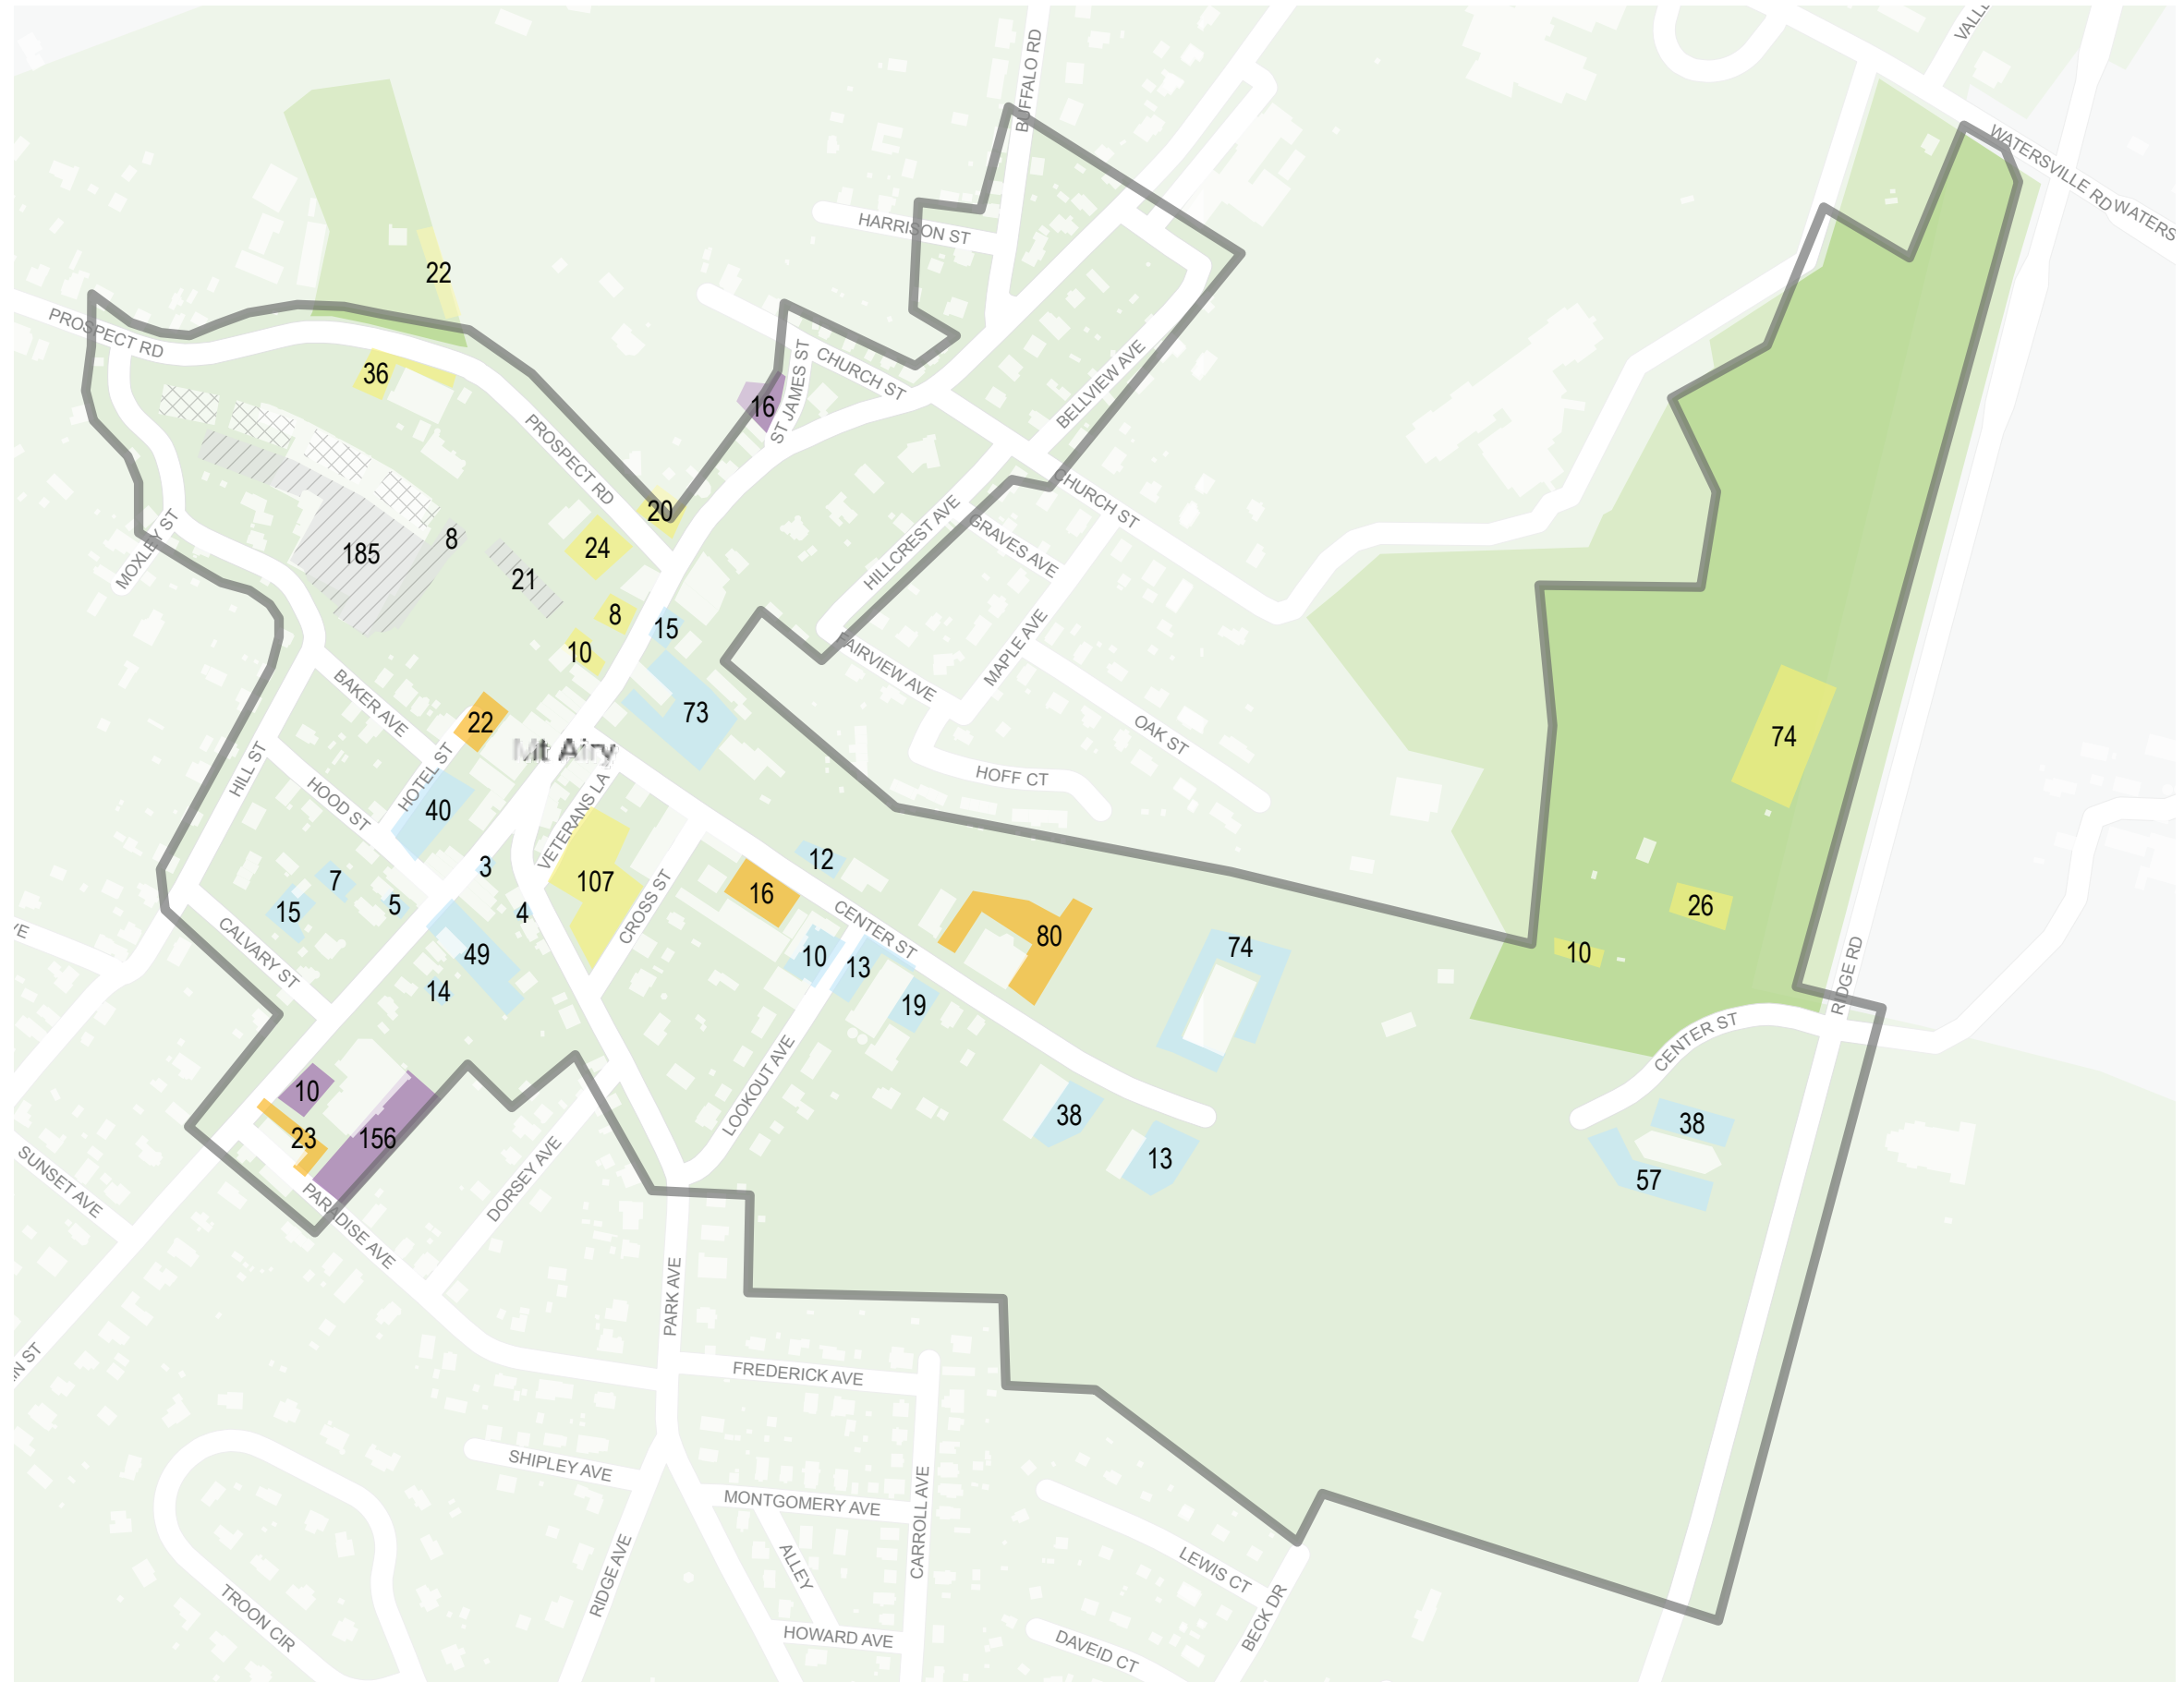 VALL
BUFFALO RD
WATERSVILLE RD
WATERS
HARRISON ST
22
PROSPECT RD
36
CHURCH ST
ST JAMES ST
BELLVIEW AVE
16
PROSPECT RD
20
CHURCH ST
HILLCREST AVE
GRAVES AVE
MOXLEY ST
185
8
21
24
8
15
10
FAIRVIEW AVE
MAPLE AVE
BAKER AVE
22
73
OAK ST
74
Mt Airy
HILL ST
HOTEL ST
HOFF CT
HOOD ST
40
VETERANS LA
3
12
7
107
16
5
15
4
CROSS ST
CENTER ST
26
VE
CALVARY ST
49
80
74
10
13
10
14
19
RIDGE RD
CENTER ST
10
LOOKOUT AVE
23
156
38
38
13
57
SUNSET AVE
PARADISE AVE
DORSEY AVE
PARK AVE
IN ST
FREDERICK AVE
SHIPLEY AVE
MONTGOMERY AVE
CARROLL AVE
RIDGE AVE
ALLEY
LEWIS CT
TROON CIR
HOWARD AVE
BECK DR
DAVEID CT